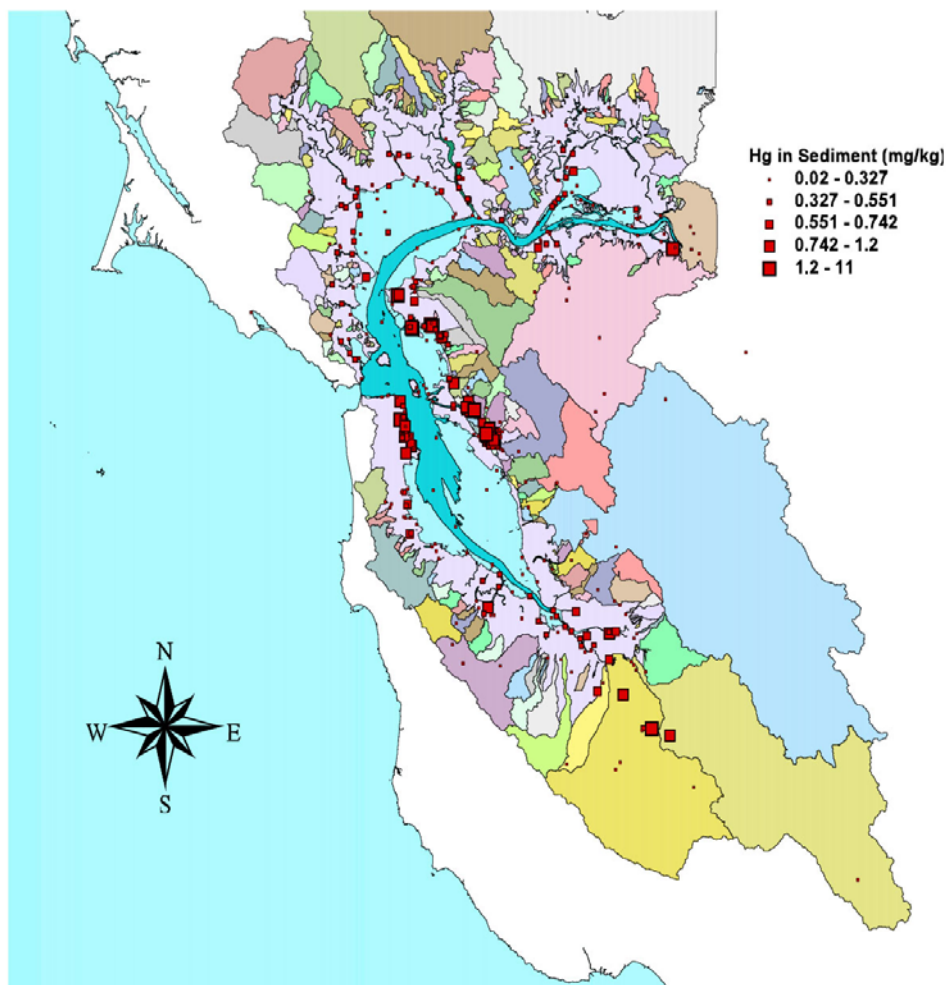 Hg in Sediment (mg/kg)
0.02 - 0.327
0.327 - 0.551
0.551 - 0.742
0.742 - 1.2
1.2 - 11
N
W E
S